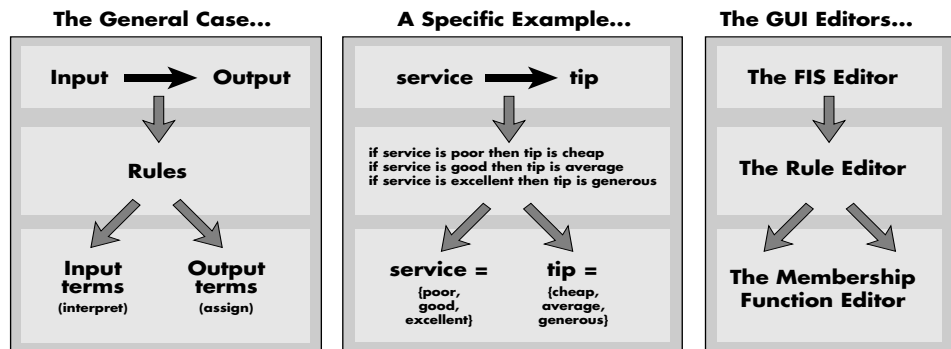 The General Case...
Input Output
Rules
Input
terms
(interpret)
Output
terms
(assign)
A Specific Example...
service tip
if service is poor then tip is cheap
if service is good then tip is average
if service is excellent then tip is generous
service =
{poor,
good,
excellent}
tip =
{cheap,
average,
generous}
The GUI Editors...
The FIS Editor
The Rule Editor
The Membership
Function Editor